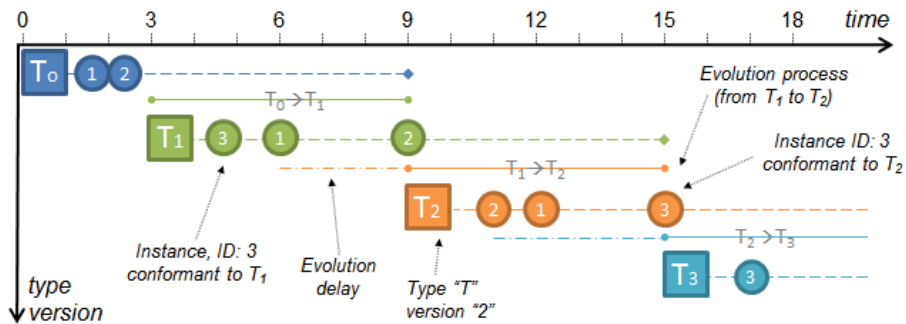 0 3 6 9 12 15 18 time
To 1 2
Evolution process
(from T1 to T2)
T0→T1
T1 3 1 2
Instance ID: 3
conformant to T2
T1→T2
T2 2 1 3
T2→T3
Instance, ID: 3
conformant to T1
Evolution
delay
Type “T”
version “2”
T3 3
type
version